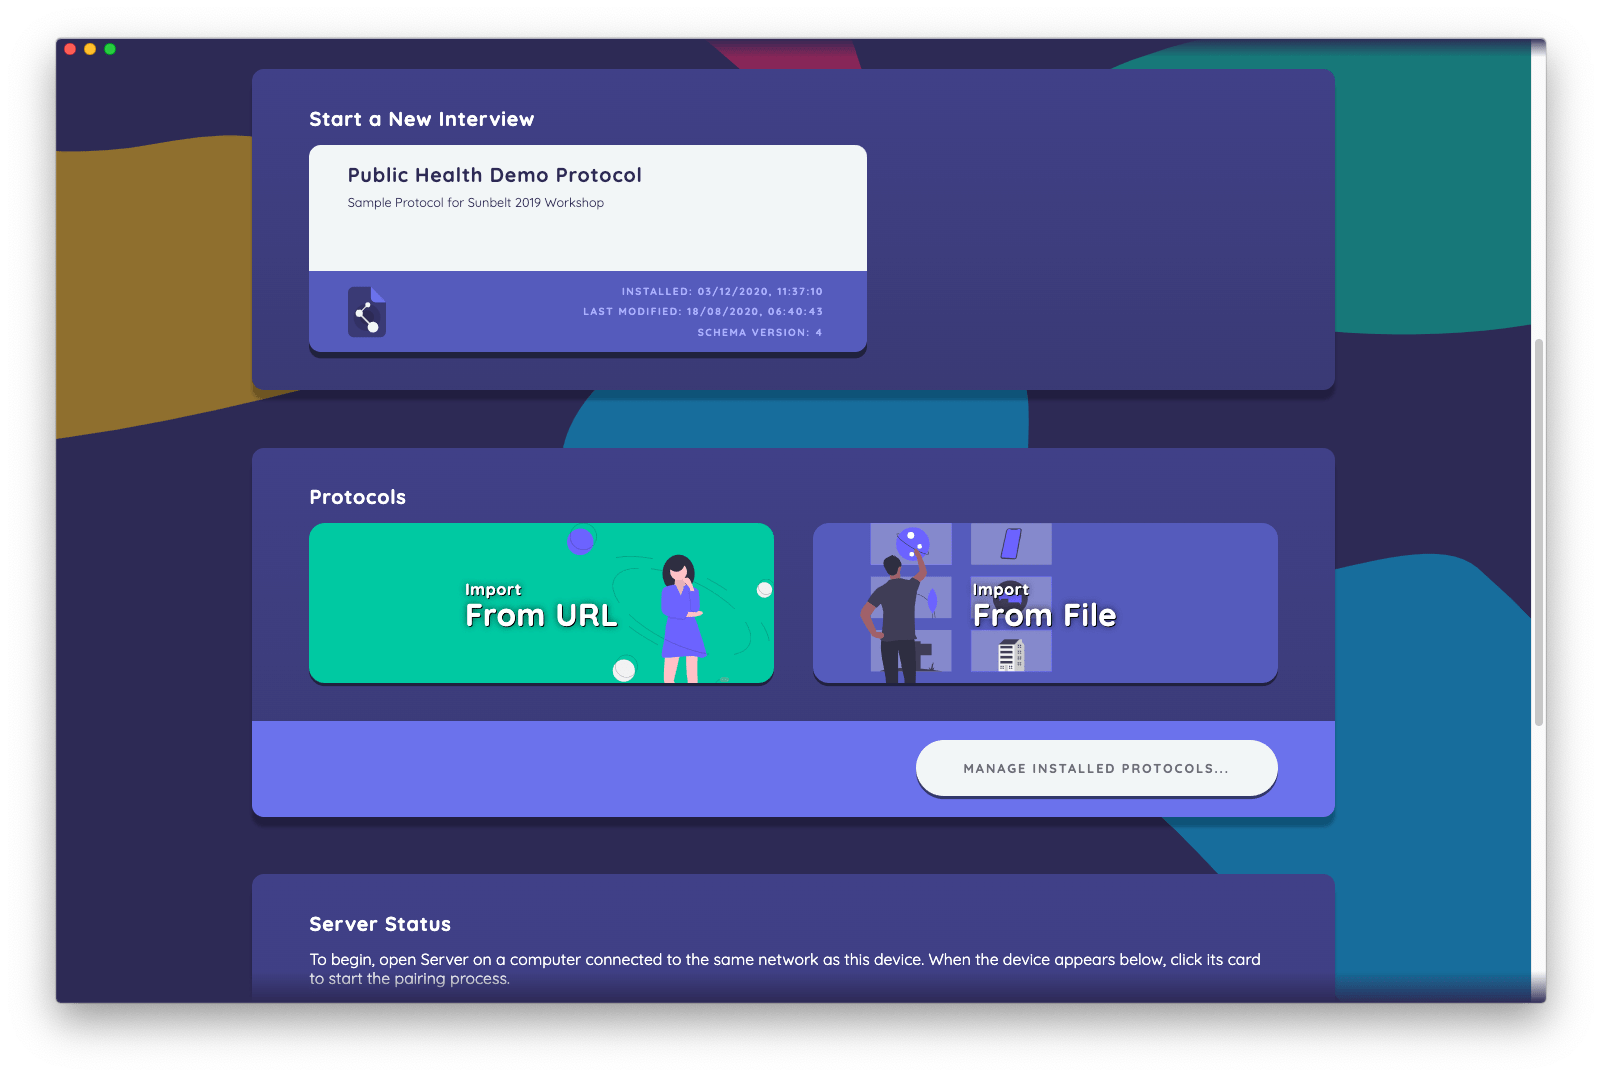 Start a New Interview
Public Health Demo Protocol
Sample Protocol for Sunbelt 2019 Workshop
INSTALLED: 03/12/2020, 11:37:10
LAST MODIFIED: 18/08/2020, 06:40:43
SCHEMA VERSION: 4
Protocols
Import
From URL
Import
From File
MANAGE INSTALLED PROTOCOLS...
Server Status
To begin, open Server on a computer connected to the same network as this device. When the device appears below, click its card
to start the pairing process.